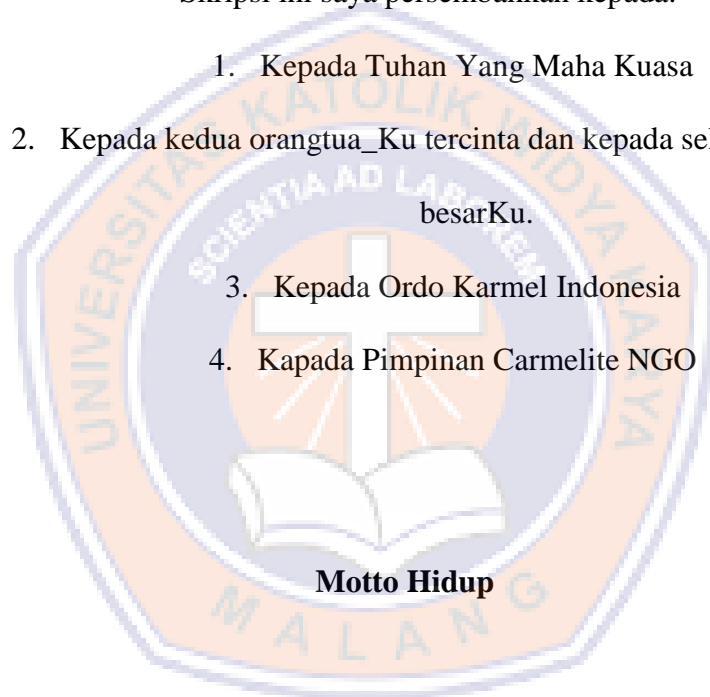 Skripsi ini saya persembahkan kepada:
1. Kepada Tuhan Yang Maha Kuasa
2. Kepada kedua orangtua_Ku tercinta dan kepada
besarKu.
3. Kepada Ordo Karmel Indonesia
4. Kapada Pimpinan Carmelite NGO
Motto Hidup
UNIVERSITAS KATOLIK WIDYA KARYA
SCIENTIA AD LABOREM
MALANG